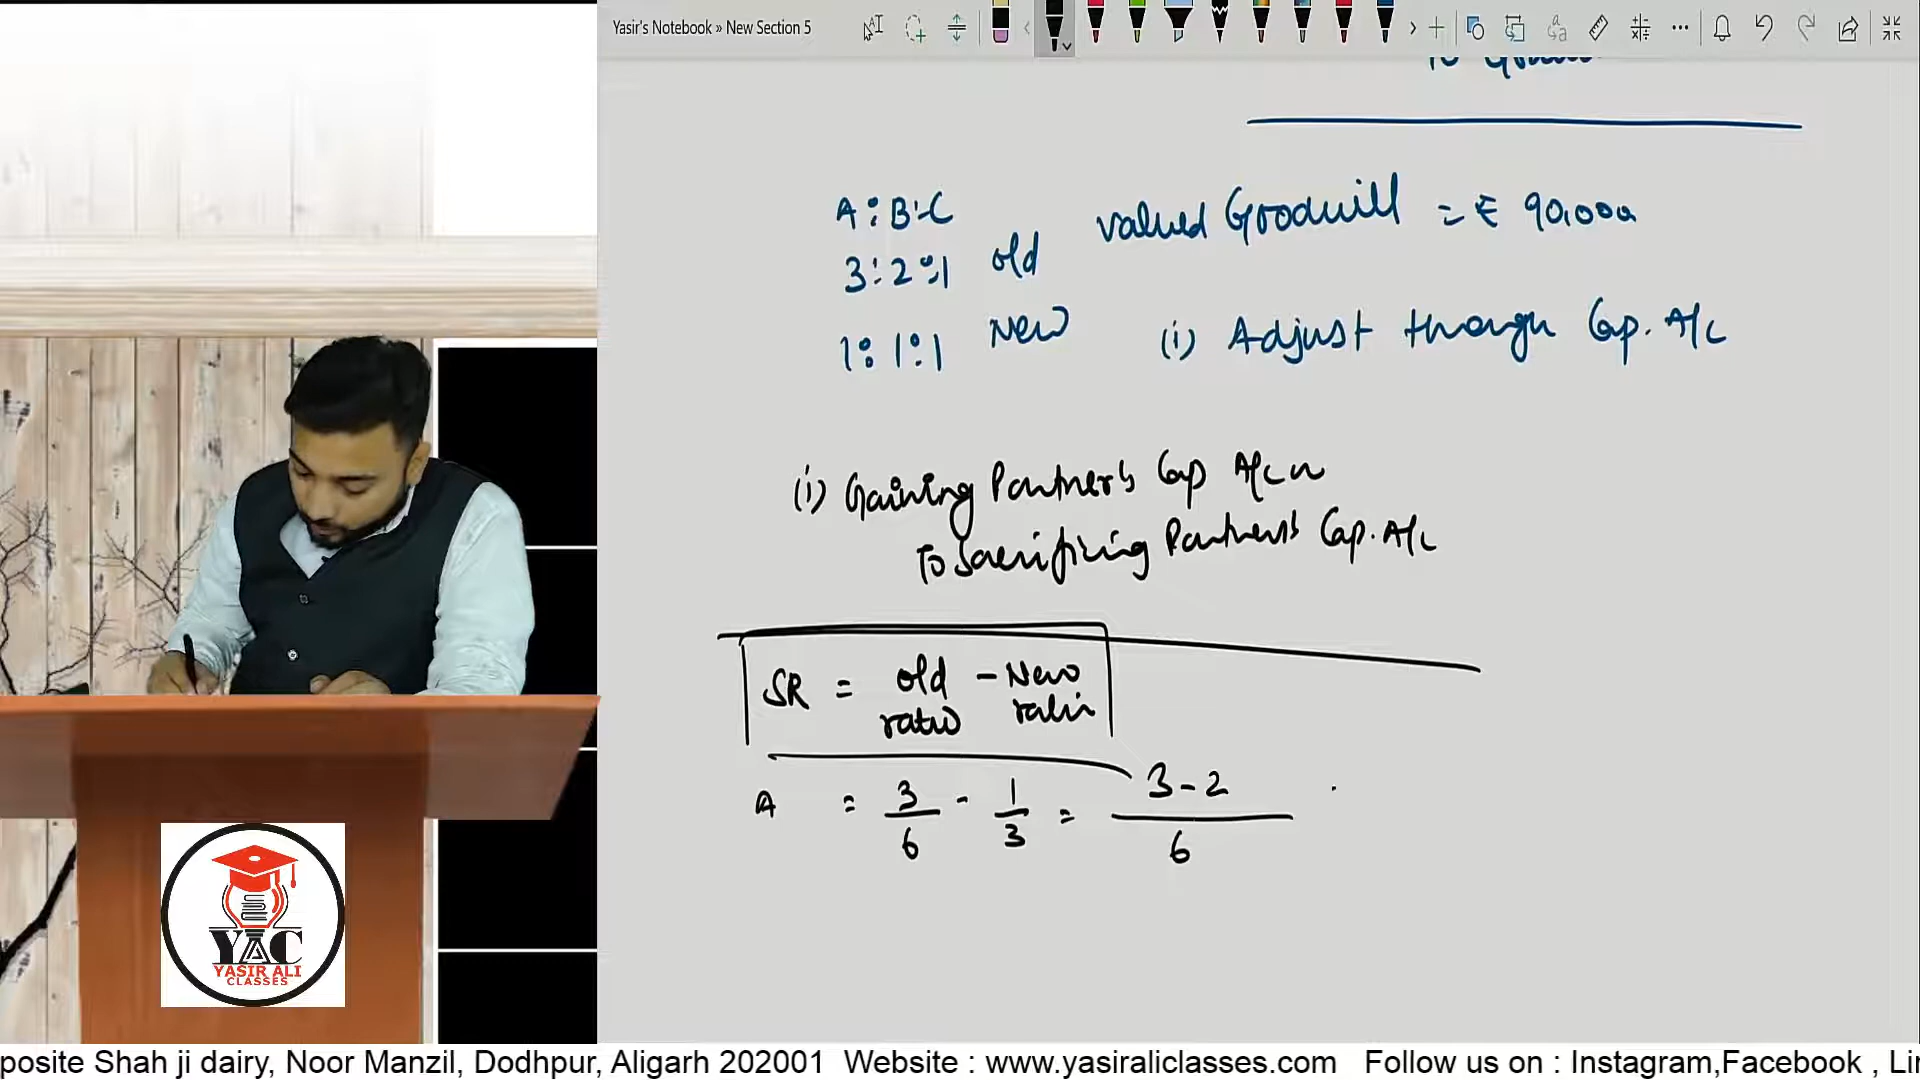 Yasir's Notebook » New Section 5
To
A:B:C
valued Goodwill = ₹ 90,000
3:2:1 old
1:1:1 New
(i) Adjust through Cap. A/c
(i) Gaining Partner's Cap A/c
To Sacrificing Partner's Cap. A/c
SR = old ratio - New ratio
A = 3/6 - 1/3 = 3-2/6
YAC
YASIR ALI
CLASSES
posite Shah ji dairy, Noor Manzil, Dodhpur, Aligarh 202001 Website : www.yasiraliclasses.com Follow us on : Instagram,Facebook , Li